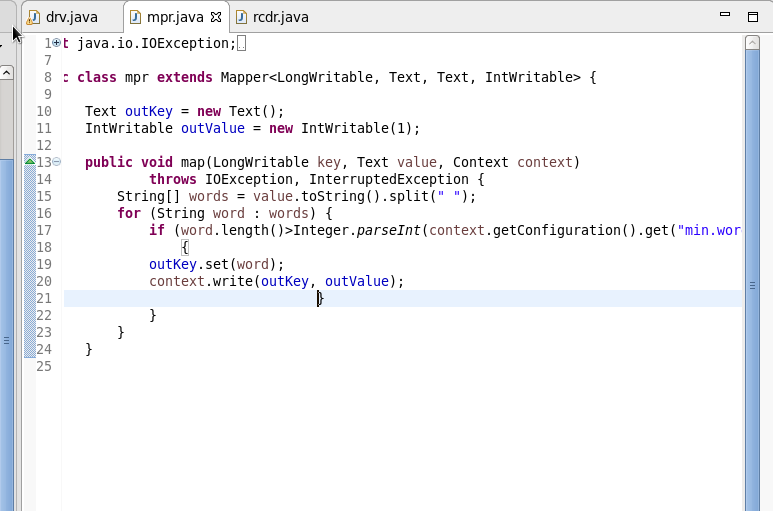 drv.java mpr.java rcdr.java
1 t java.io.IOException;
7
8 c class mpr extends Mapper<LongWritable, Text, Text, IntWritable> {
9
10 Text outKey = new Text();
11 IntWritable outValue = new IntWritable(1);
12
13 public void map(LongWritable key, Text value, Context context)
14 throws IOException, InterruptedException {
15 String[] words = value.toString().split(" ");
16 for (String word : words) {
17 if (word.length()>Integer.parseInt(context.getConfiguration().get("min.wor
18 {
19 outKey.set(word);
20 context.write(outKey, outValue);
21 }
22 }
23 }
24 }
25